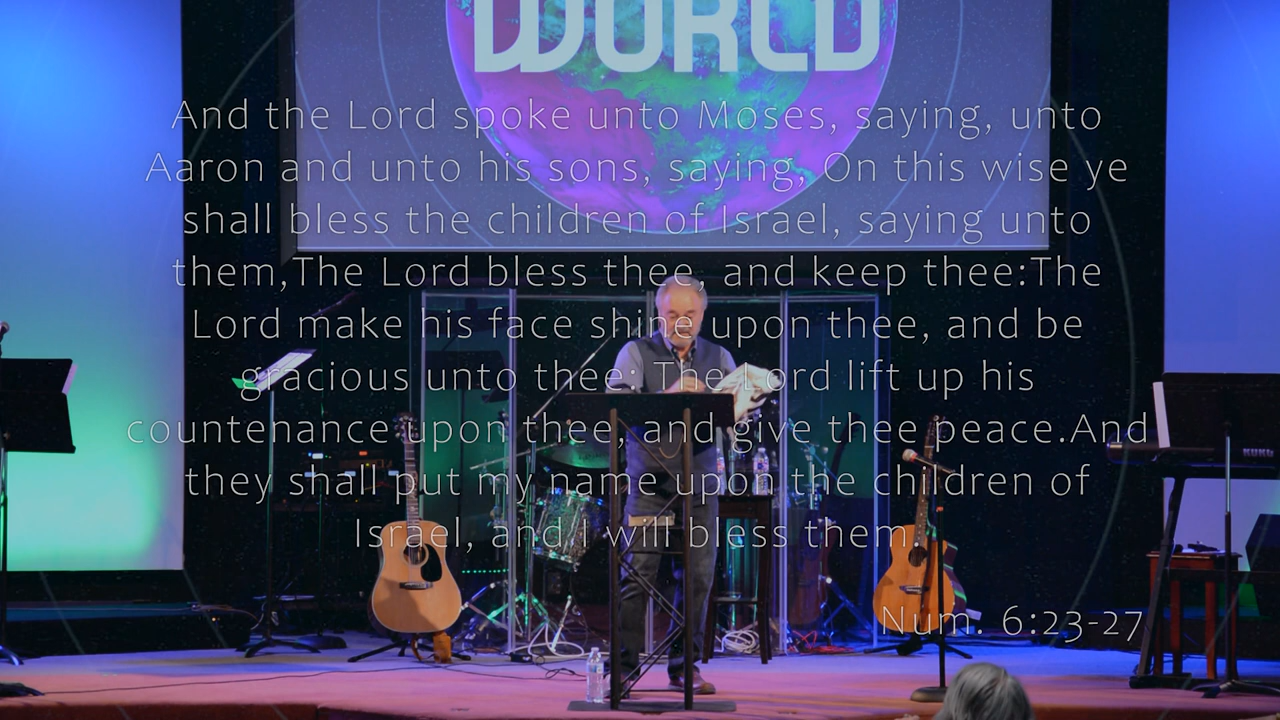 WORLD
And the Lord spoke unto Moses, saying, unto
Aaron and unto his sons, saying, On this wise ye
shall bless the children of Israel, saying unto
them,The Lord bless thee, and keep thee:The
Lord make his face shine upon thee, and be
gracious unto thee: The Lord lift up his
countenance upon thee, and give thee peace.And
they shall put my name upon the children of
Israel, and I will bless them.
KORG
Num. 6:23-27